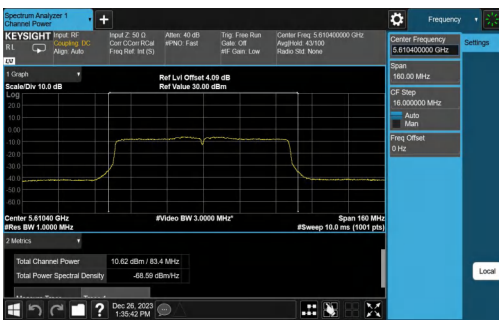 Spectrum Analyzer 1
Channel Power
Frequency
KEYSIGHT
Input: RF
Input Z: 50 Ω
Atten: 40 dB
Trig: Free Run
Center Freq: 5.610400000 GHz
R L
Coupling: DC
Corr CCorr RCal
#PNO: Fast
Gate: Off
Avg|Hold: 43/100
Align: Auto
Freq Ref: Int (S)
#IF Gain: Low
Radio Std: None
Center Frequency
5.610400000 GHz
Settings
Span
160.00 MHz
CF Step
16.000000 MHz
Auto
Man
Freq Offset
0 Hz
1 Graph
Ref Lvl Offset 4.09 dB
Scale/Div 10.0 dB
Ref Value 30.00 dBm
Log
20.0
10.0
0.00
-10.0
-20.0
-30.0
-40.0
-50.0
-60.0
Center 5.61040 GHz
#Video BW 3.0000 MHz*
Span 160 MHz
#Res BW 1.0000 MHz
#Sweep 10.0 ms (1001 pts)
2 Metrics
Total Channel Power
10.62 dBm / 83.4 MHz
Total Power Spectral Density
-68.59 dBm/Hz
Local
?
Dec 26, 2023
1:35:42 PM